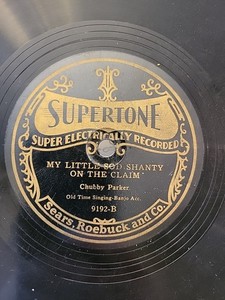 SUPERTONE
SUPER ELECTRICALLY RECORDED
MY LITTLE SOD SHANTY
ON THE CLAIM
Chubby Parker
Old Time Singing-Banjo Acc.
9192-B
Sears, Roebuck and Co.